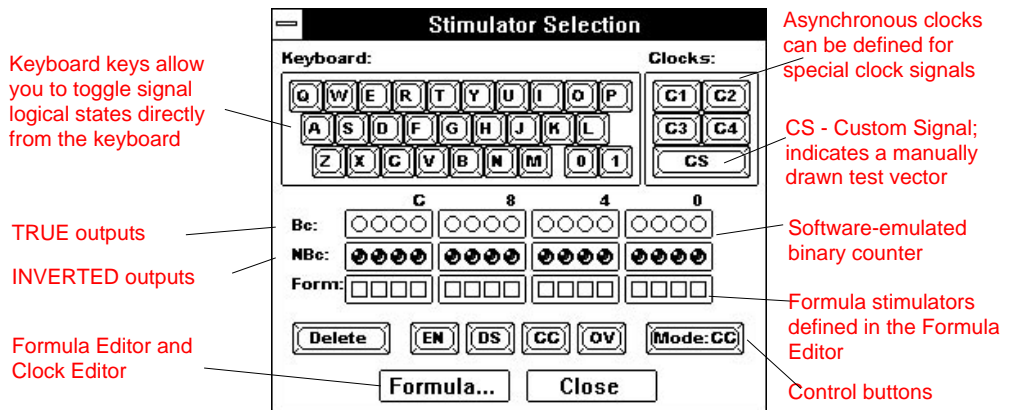 Stimulator Selection
Keyboard:
Clocks:
Q W E R T Y U I O P
A S D F G H J K L
Z X C V B N M 0 1
C1 C2
C3 C4
CS
C 8 4 0
Bc:
NBc:
Form:
Delete EN DS CC OV Mode:CC
Formula... Close
Keyboard keys allow
you to toggle signal
logical states directly
from the keyboard
TRUE outputs
INVERTED outputs
Formula Editor and
Clock Editor
Asynchronous clocks
can be defined for
special clock signals
CS - Custom Signal;
indicates a manually
drawn test vector
Software-emulated
binary counter
Formula stimulators
defined in the Formula
Editor
Control buttons